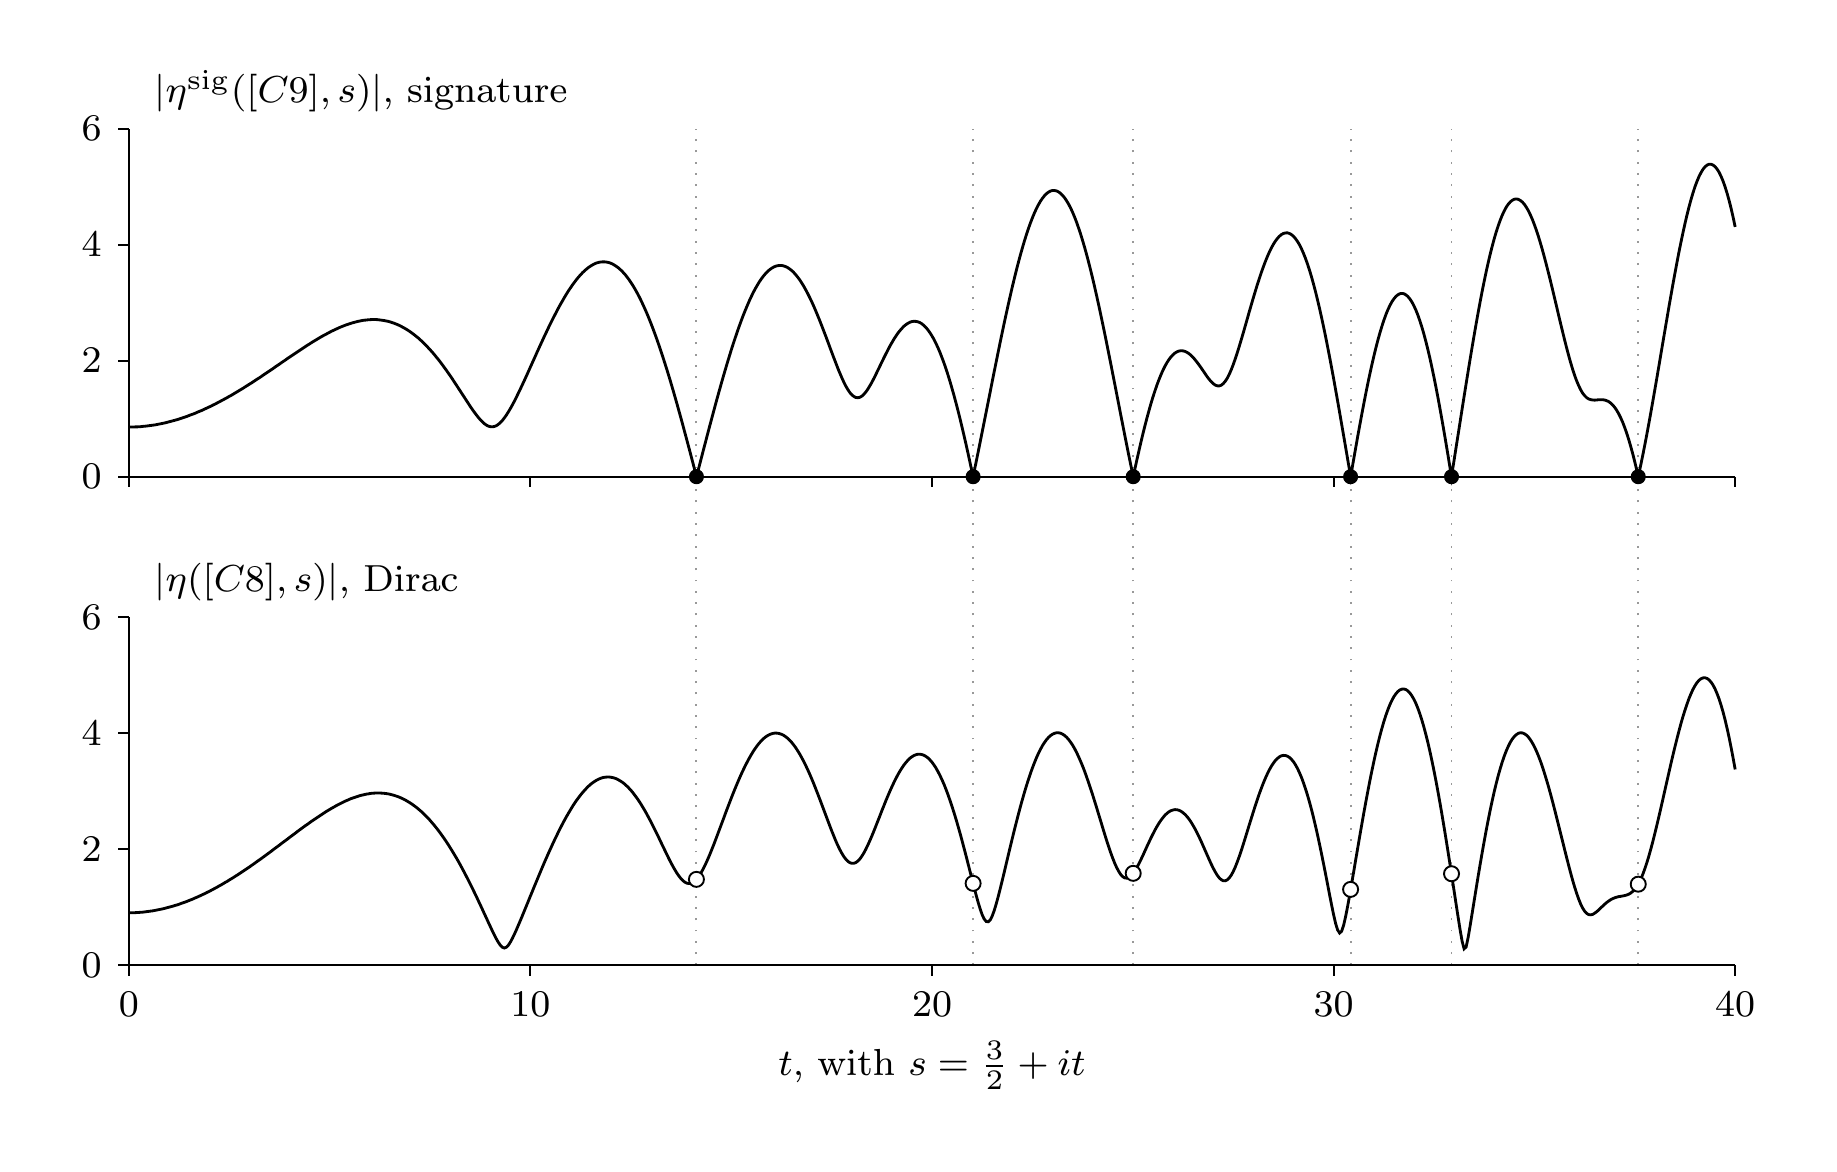 |η^sig([C9], s)|, signature
6
4
2
0
|η([C8], s)|, Dirac
6
4
2
0
0 10 20 30 40
t, with s = 3/2 + it